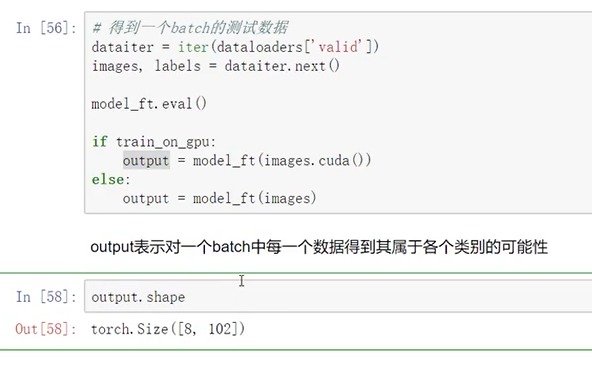 In [56]: # 得到一个batch的测试数据
dataiter = iter(dataloaders['valid'])
images, labels = dataiter.next()
model_ft.eval()
if train_on_gpu:
output = model_ft(images.cuda())
else:
output = model_ft(images)
output表示对一个batch中每一个数据得到其属于各个类别的可能性
In [58]: output.shape
Out[58]: torch.Size([8, 102])